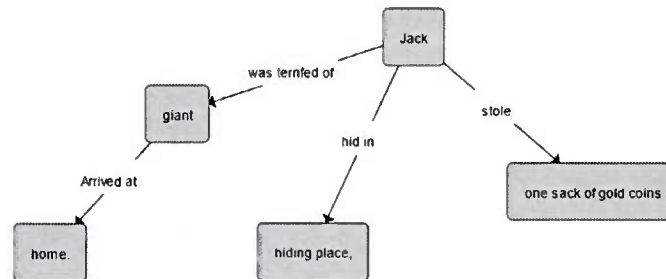 Jack
was ternfed of
giant
stole
hid in
Arrived at
one sack of gold coins
home.
hiding place,